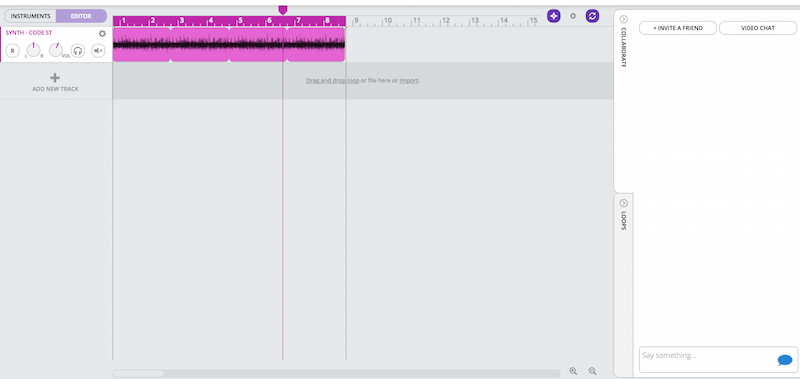 INSTRUMENTS EDITOR
1 2 3 4 5 6 7 8 9 10 11 12 13 14 15
SYNTH - CODE ST
R L R VOL
ADD NEW TRACK
Drag and drop loop or file here or import.
COLLABORATE
+ INVITE A FRIEND VIDEO CHAT
LOOPS
Say something...